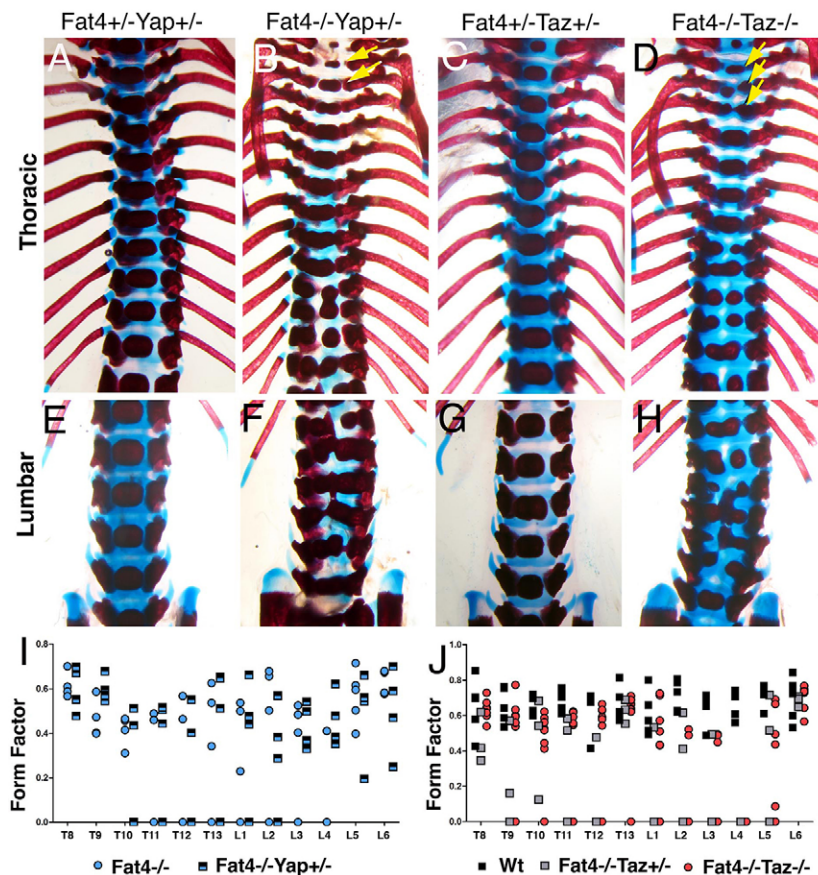 Fat4+/-Yap+/- Fat4-/-Yap+/- Fat4+/-Taz+/- Fat4-/-Taz-/-
A B C D
Thoracic
E F G H
Lumbar
I J
0.8
0.6
0.4
0.2
0.0
Form Factor
T8 T9 T10 T11 T12 T13 L1 L2 L3 L4 L5 L6
Fat4-/- Fat4-/-Yap+/-
1.0
0.8
0.6
0.4
0.2
0.0
Form Factor
T8 T9 T10 T11 T12 T13 L1 L2 L3 L4 L5 L6
Wt Fat4-/-Taz+/- Fat4-/-Taz-/-